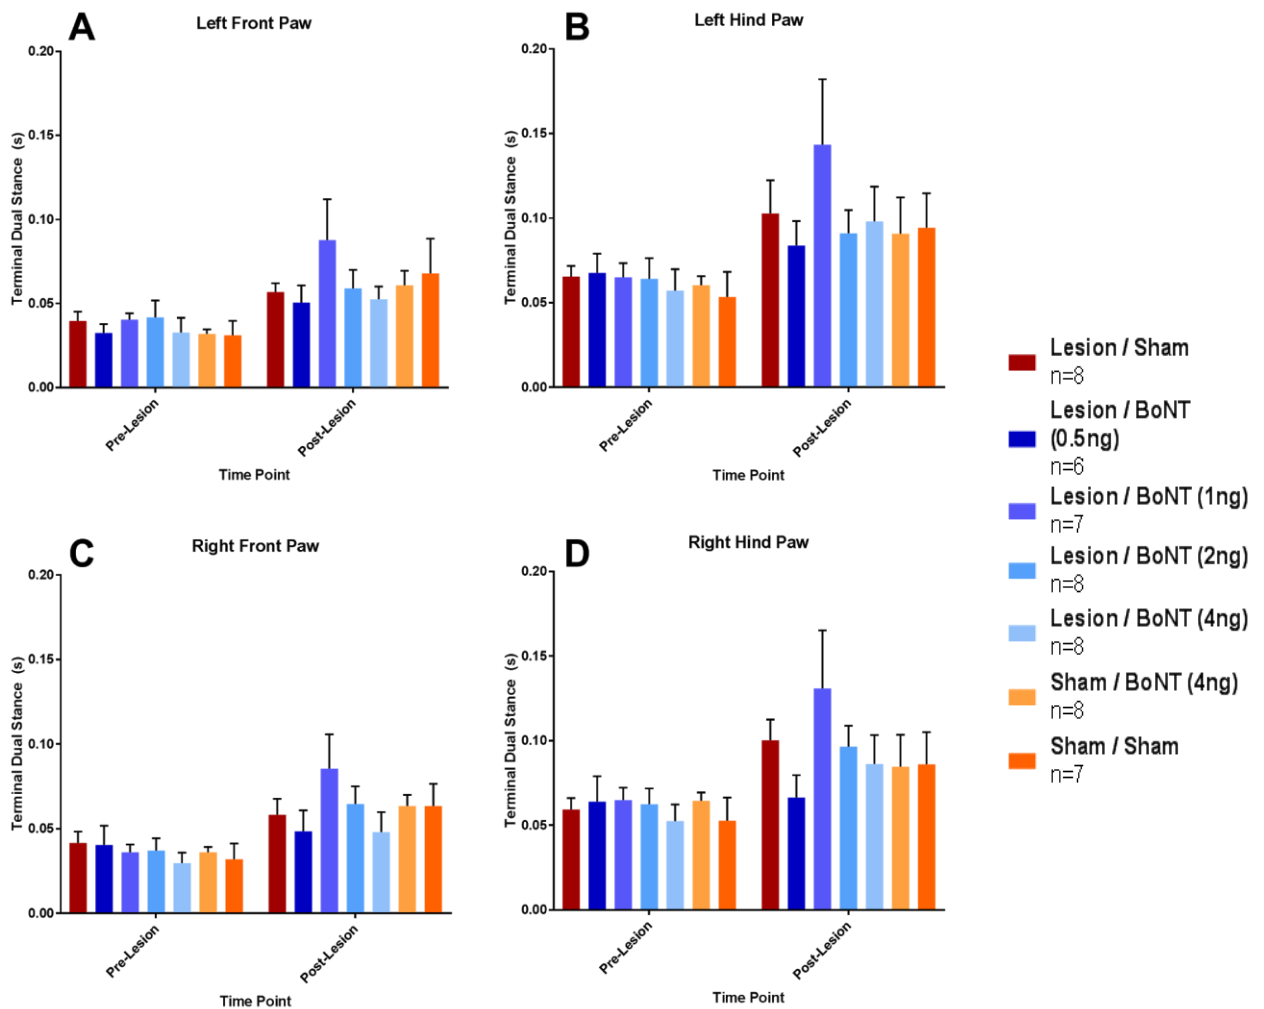 A
Left Front Paw
0.20
0.15
0.10
0.05
0.00
Terminal Dual Stance (s)
Pre-Lesion
Post-Lesion
Time Point
B
Left Hind Paw
0.20
0.15
0.10
0.05
0.00
Terminal Dual Stance (s)
Pre-Lesion
Post-Lesion
Time Point
C
Right Front Paw
0.20
0.15
0.10
0.05
0.00
Terminal Dual Stance (s)
Pre-Lesion
Post-Lesion
Time Point
D
Right Hind Paw
0.20
0.15
0.10
0.05
0.00
Terminal Dual Stance (s)
Pre-Lesion
Post-Lesion
Time Point
Lesion / Sham
n=8
Lesion / BoNT
(0.5ng)
n=6
Lesion / BoNT (1ng)
n=7
Lesion / BoNT (2ng)
n=8
Lesion / BoNT (4ng)
n=8
Sham / BoNT (4ng)
n=8
Sham / Sham
n=7